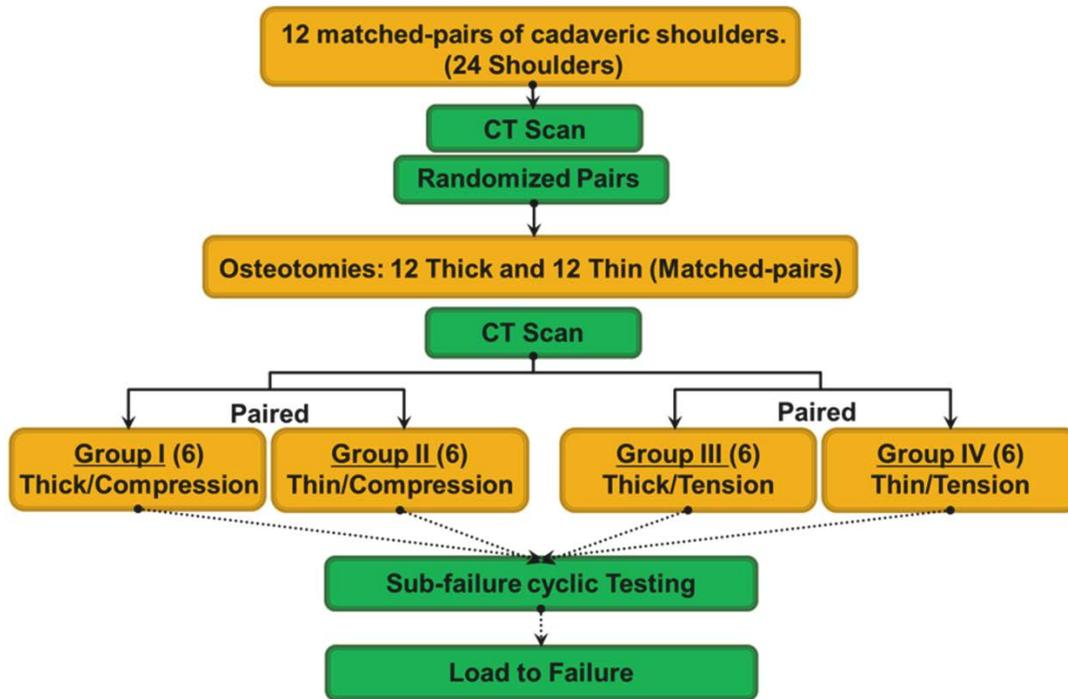 12 matched-pairs of cadaveric shoulders.
(24 Shoulders)
CT Scan
Randomized Pairs
Osteotomies: 12 Thick and 12 Thin (Matched-pairs)
CT Scan
Paired
Paired
Group I (6)
Thick/Compression
Group II (6)
Thin/Compression
Group III (6)
Thick/Tension
Group IV (6)
Thin/Tension
Sub-failure cyclic Testing
Load to Failure